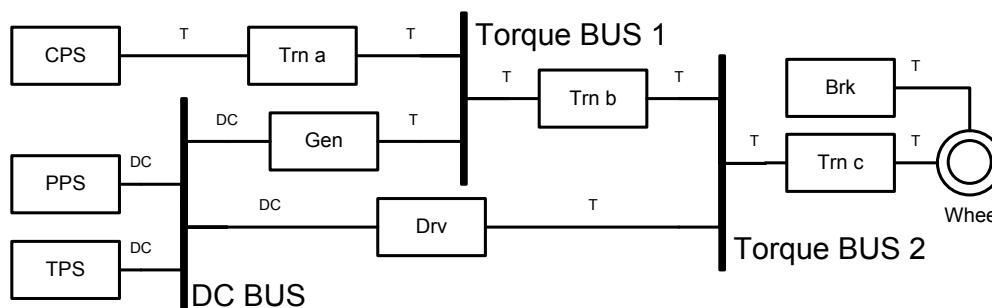 T
T
CPS
Trn a
Torque BUS 1
T
T
T
Trn b
Brk
DC
T
Gen
T
T
DC
Trn c
PPS
DC
T
Drv
Wheel
DC
TPS
Torque BUS 2
DC BUS